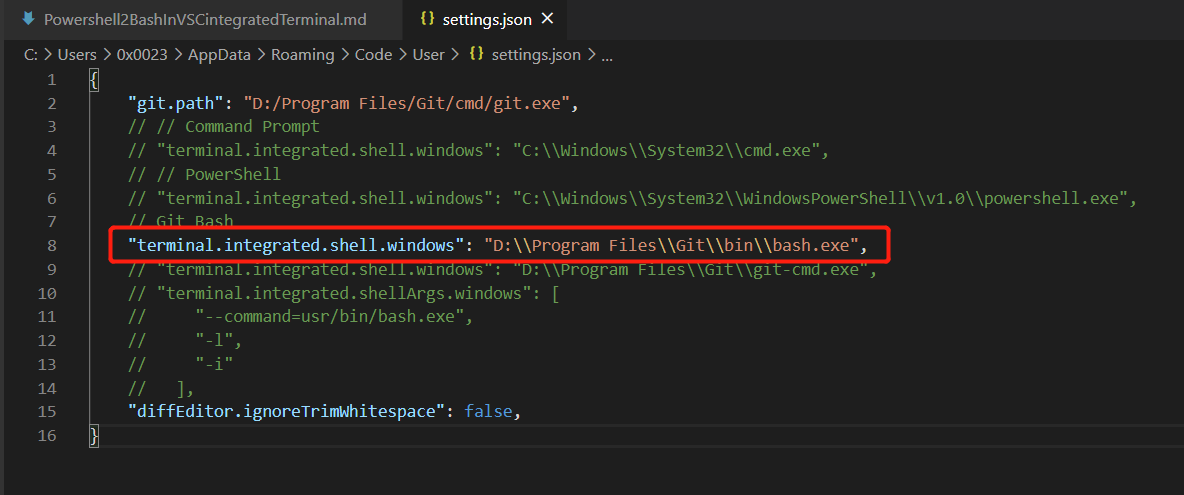 Powershell2BashInVSCintegratedTerminal.md {} settings.json ×
C: > Users > 0x0023 > AppData > Roaming > Code > User > {} settings.json > ...
1 {
2 "git.path": "D:/Program Files/Git/cmd/git.exe",
3 // // Command Prompt
4 // "terminal.integrated.shell.windows": "C:\\Windows\\System32\\cmd.exe",
5 // // PowerShell
6 // "terminal.integrated.shell.windows": "C:\\Windows\\System32\\WindowsPowerShell\\v1.0\\powershell.exe",
7 // Git Bash
8 "terminal.integrated.shell.windows": "D:\\Program Files\\Git\\bin\\bash.exe",
9 // "terminal.integrated.shell.windows": "D:\\Program Files\\Git\\git-cmd.exe",
10 // "terminal.integrated.shellArgs.windows": [
11 // "--command=usr/bin/bash.exe",
12 // "-l",
13 // "-i"
14 // ],
15 "diffEditor.ignoreTrimWhitespace": false,
16 }